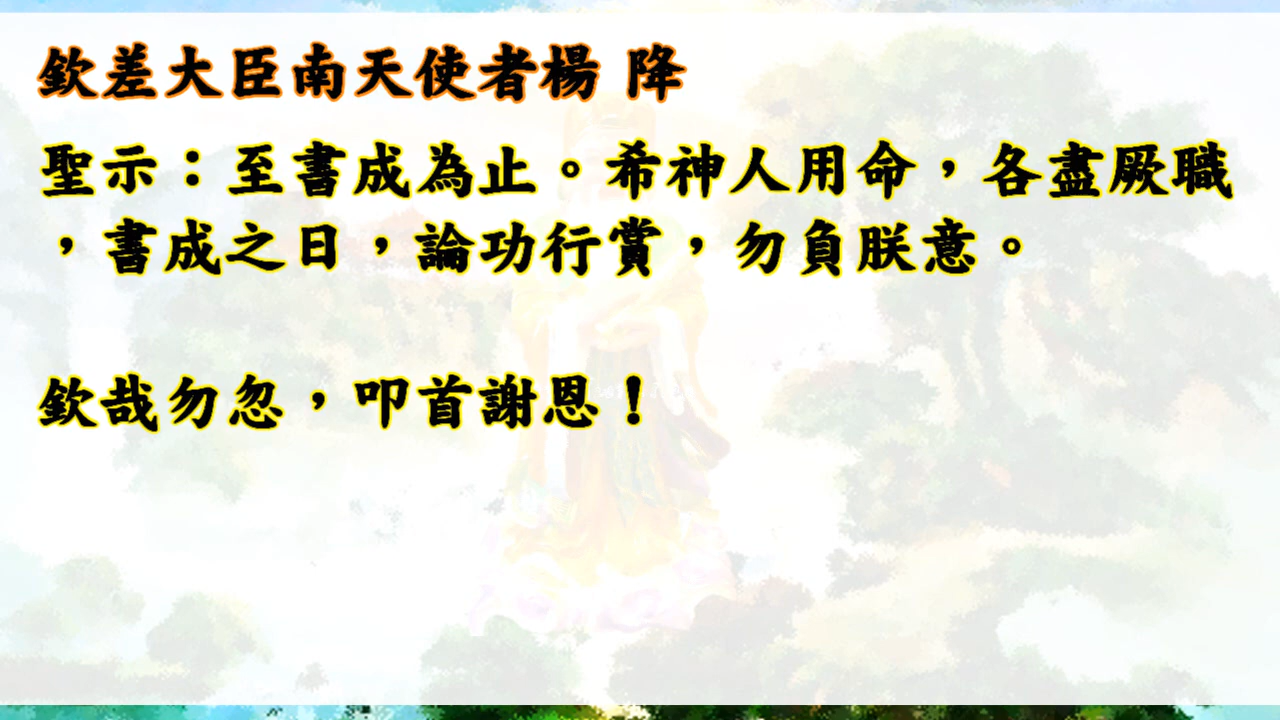 欽差大臣南天使者楊 降
聖示：至書成為止。希神人用命，各盡厥職
，書成之日，論功行賞，勿負朕意。
欽哉勿忽，叩首謝恩！